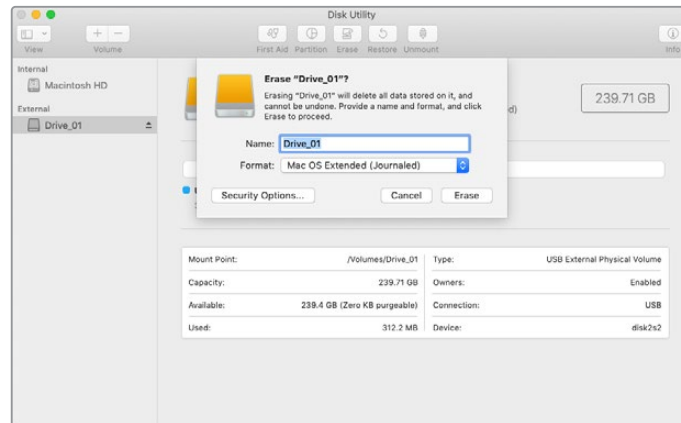 Disk Utility
View
Volume
First Aid
Partition
Erase
Restore
Unmount
Info
Internal
Macintosh HD
External
Drive_01
Erase "Drive_01"?
Erasing "Drive_01" will delete all data stored on it, and
cannot be undone. Provide a name and format, and click
Erase to proceed.
Name: Drive_01
Format: Mac OS Extended (Journaled)
Security Options...
Cancel
Erase
239.71 GB
Mount Point: /Volumes/Drive_01
Type: USB External Physical Volume
Capacity: 239.71 GB
Owners: Enabled
Available: 239.4 GB (Zero KB purgeable)
Connection: USB
Used: 312.2 MB
Device: disk2s2